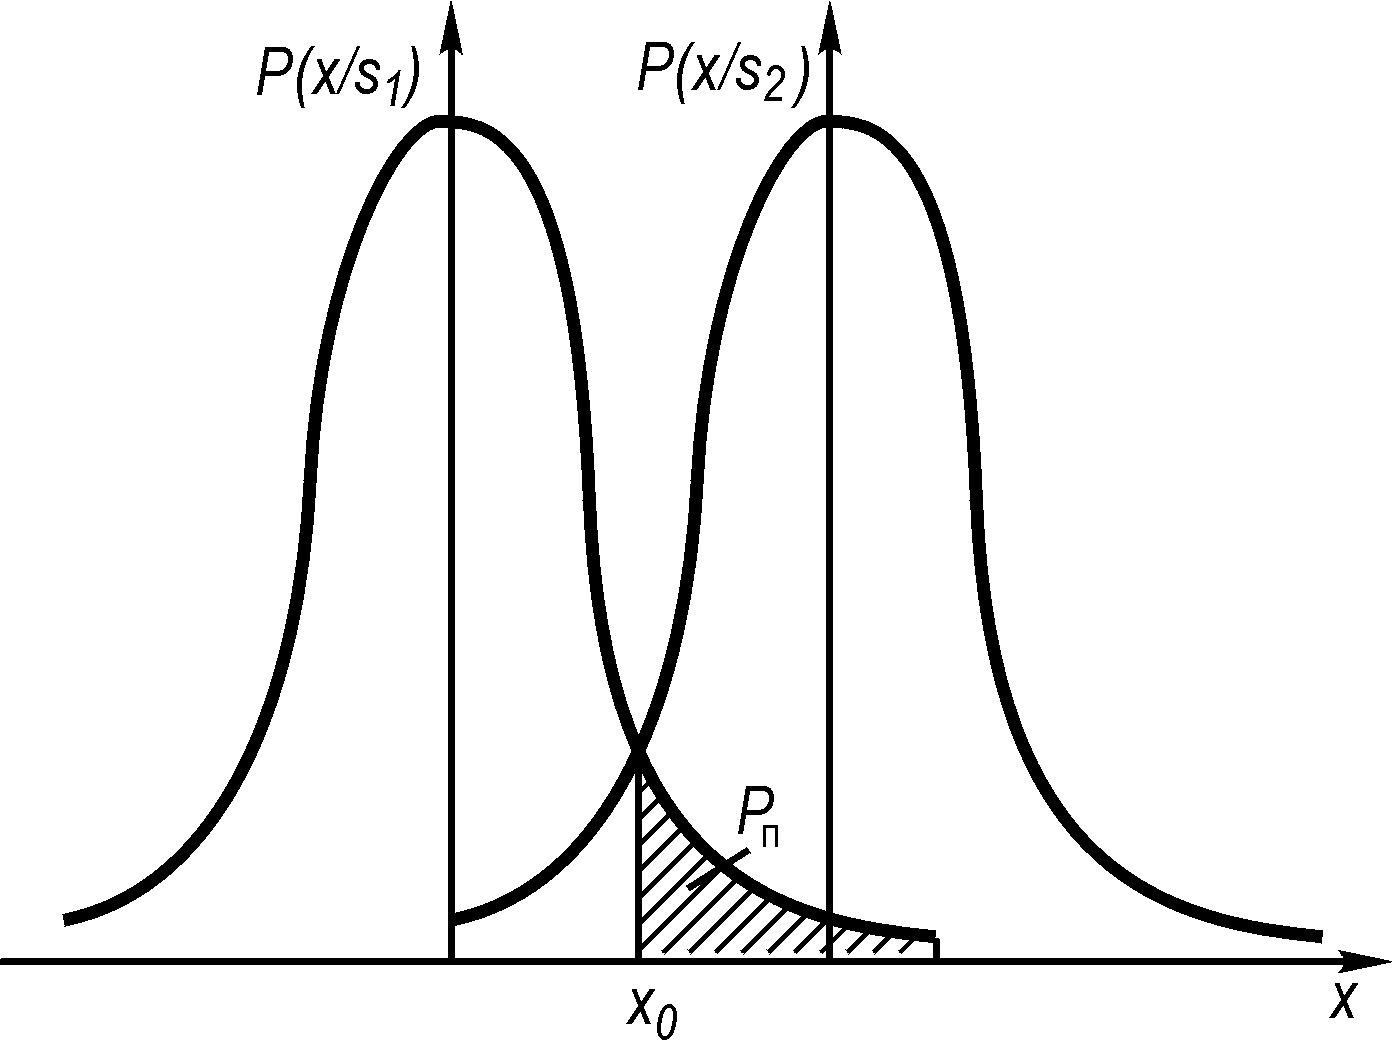 P(x/s₁)
P(x/s₂)
Pп
x₀
x